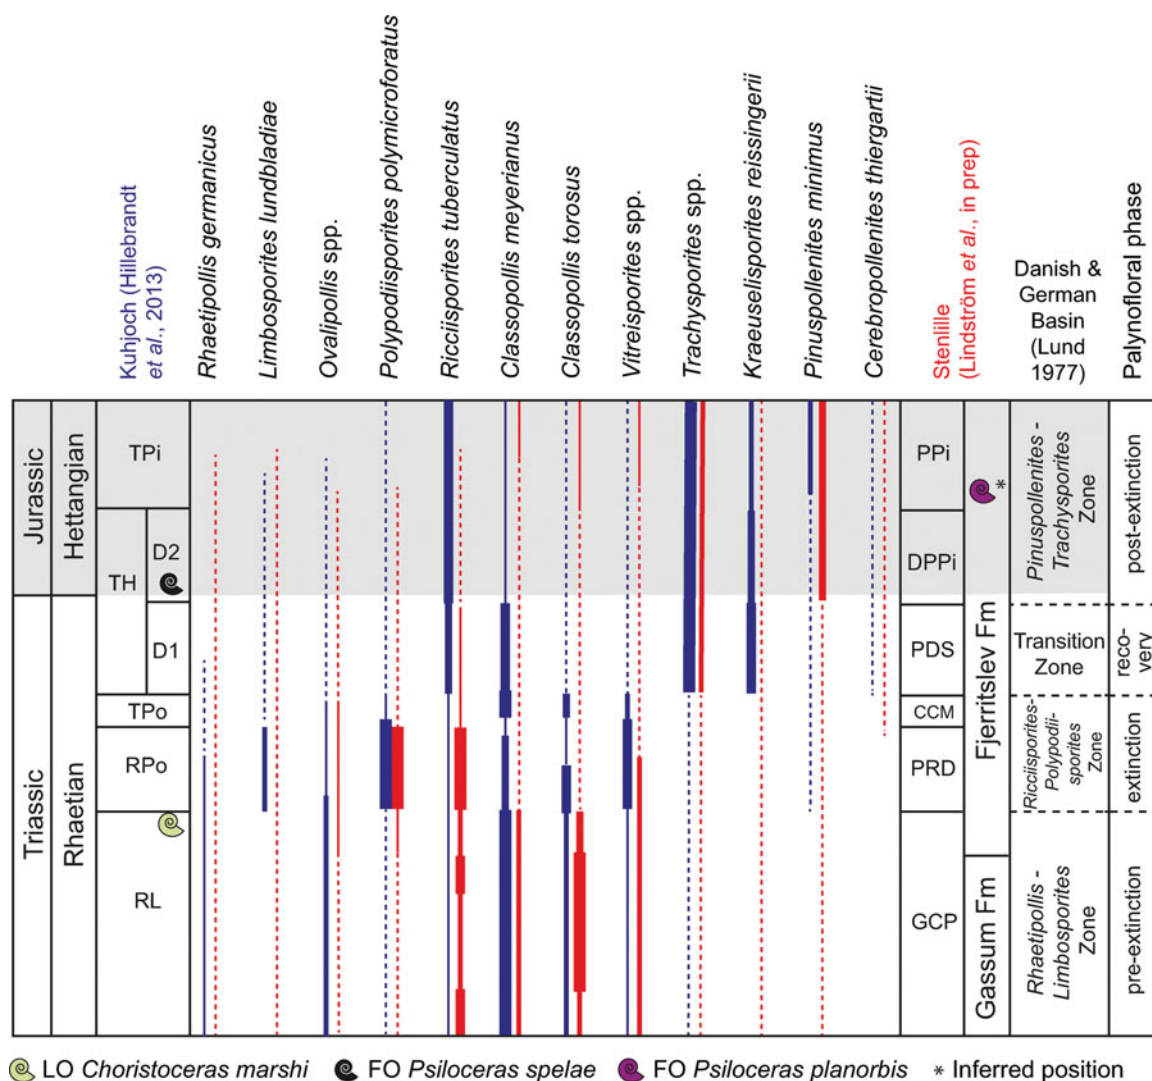 Kuhjoch (Hillebrandt
et al., 2013)
Rhaetipollis germanicus
Limbosporites lundbladiae
Ovalipollis spp.
Polypodiisporites polymicroforatus
Ricciisporites tuberculatus
Classopollis meyerianus
Classopollis torosus
Vitreisporites spp.
Trachysporites spp.
Kraeuselisporites reissingerii
Pinuspollenites minimus
Cerebropollenites thiergartii
Stenlille
(Lindström et al., in prep)
Danish &
German
Basin
(Lund
1977)
Palynofloral phase
Jurassic
Hettangian
Triassic
Rhaetian
TPi
TH
D2
D1
TPo
RPo
RL
PPi
DPPi
PDS
CCM
PRD
GCP
*
Fjerritslev Fm
Gassum Fm
Pinuspollenites -
Trachysporites
Zone
Transition
Zone
Ricciisporites-
Polypodii-
sporites
Zone
Rhaetipollis -
Limbosporites
Zone
post-extinction
reco-
very
extinction
pre-extinction
LO Choristoceras marshi
FO Psiloceras spelae
FO Psiloceras planorbis
* Inferred position